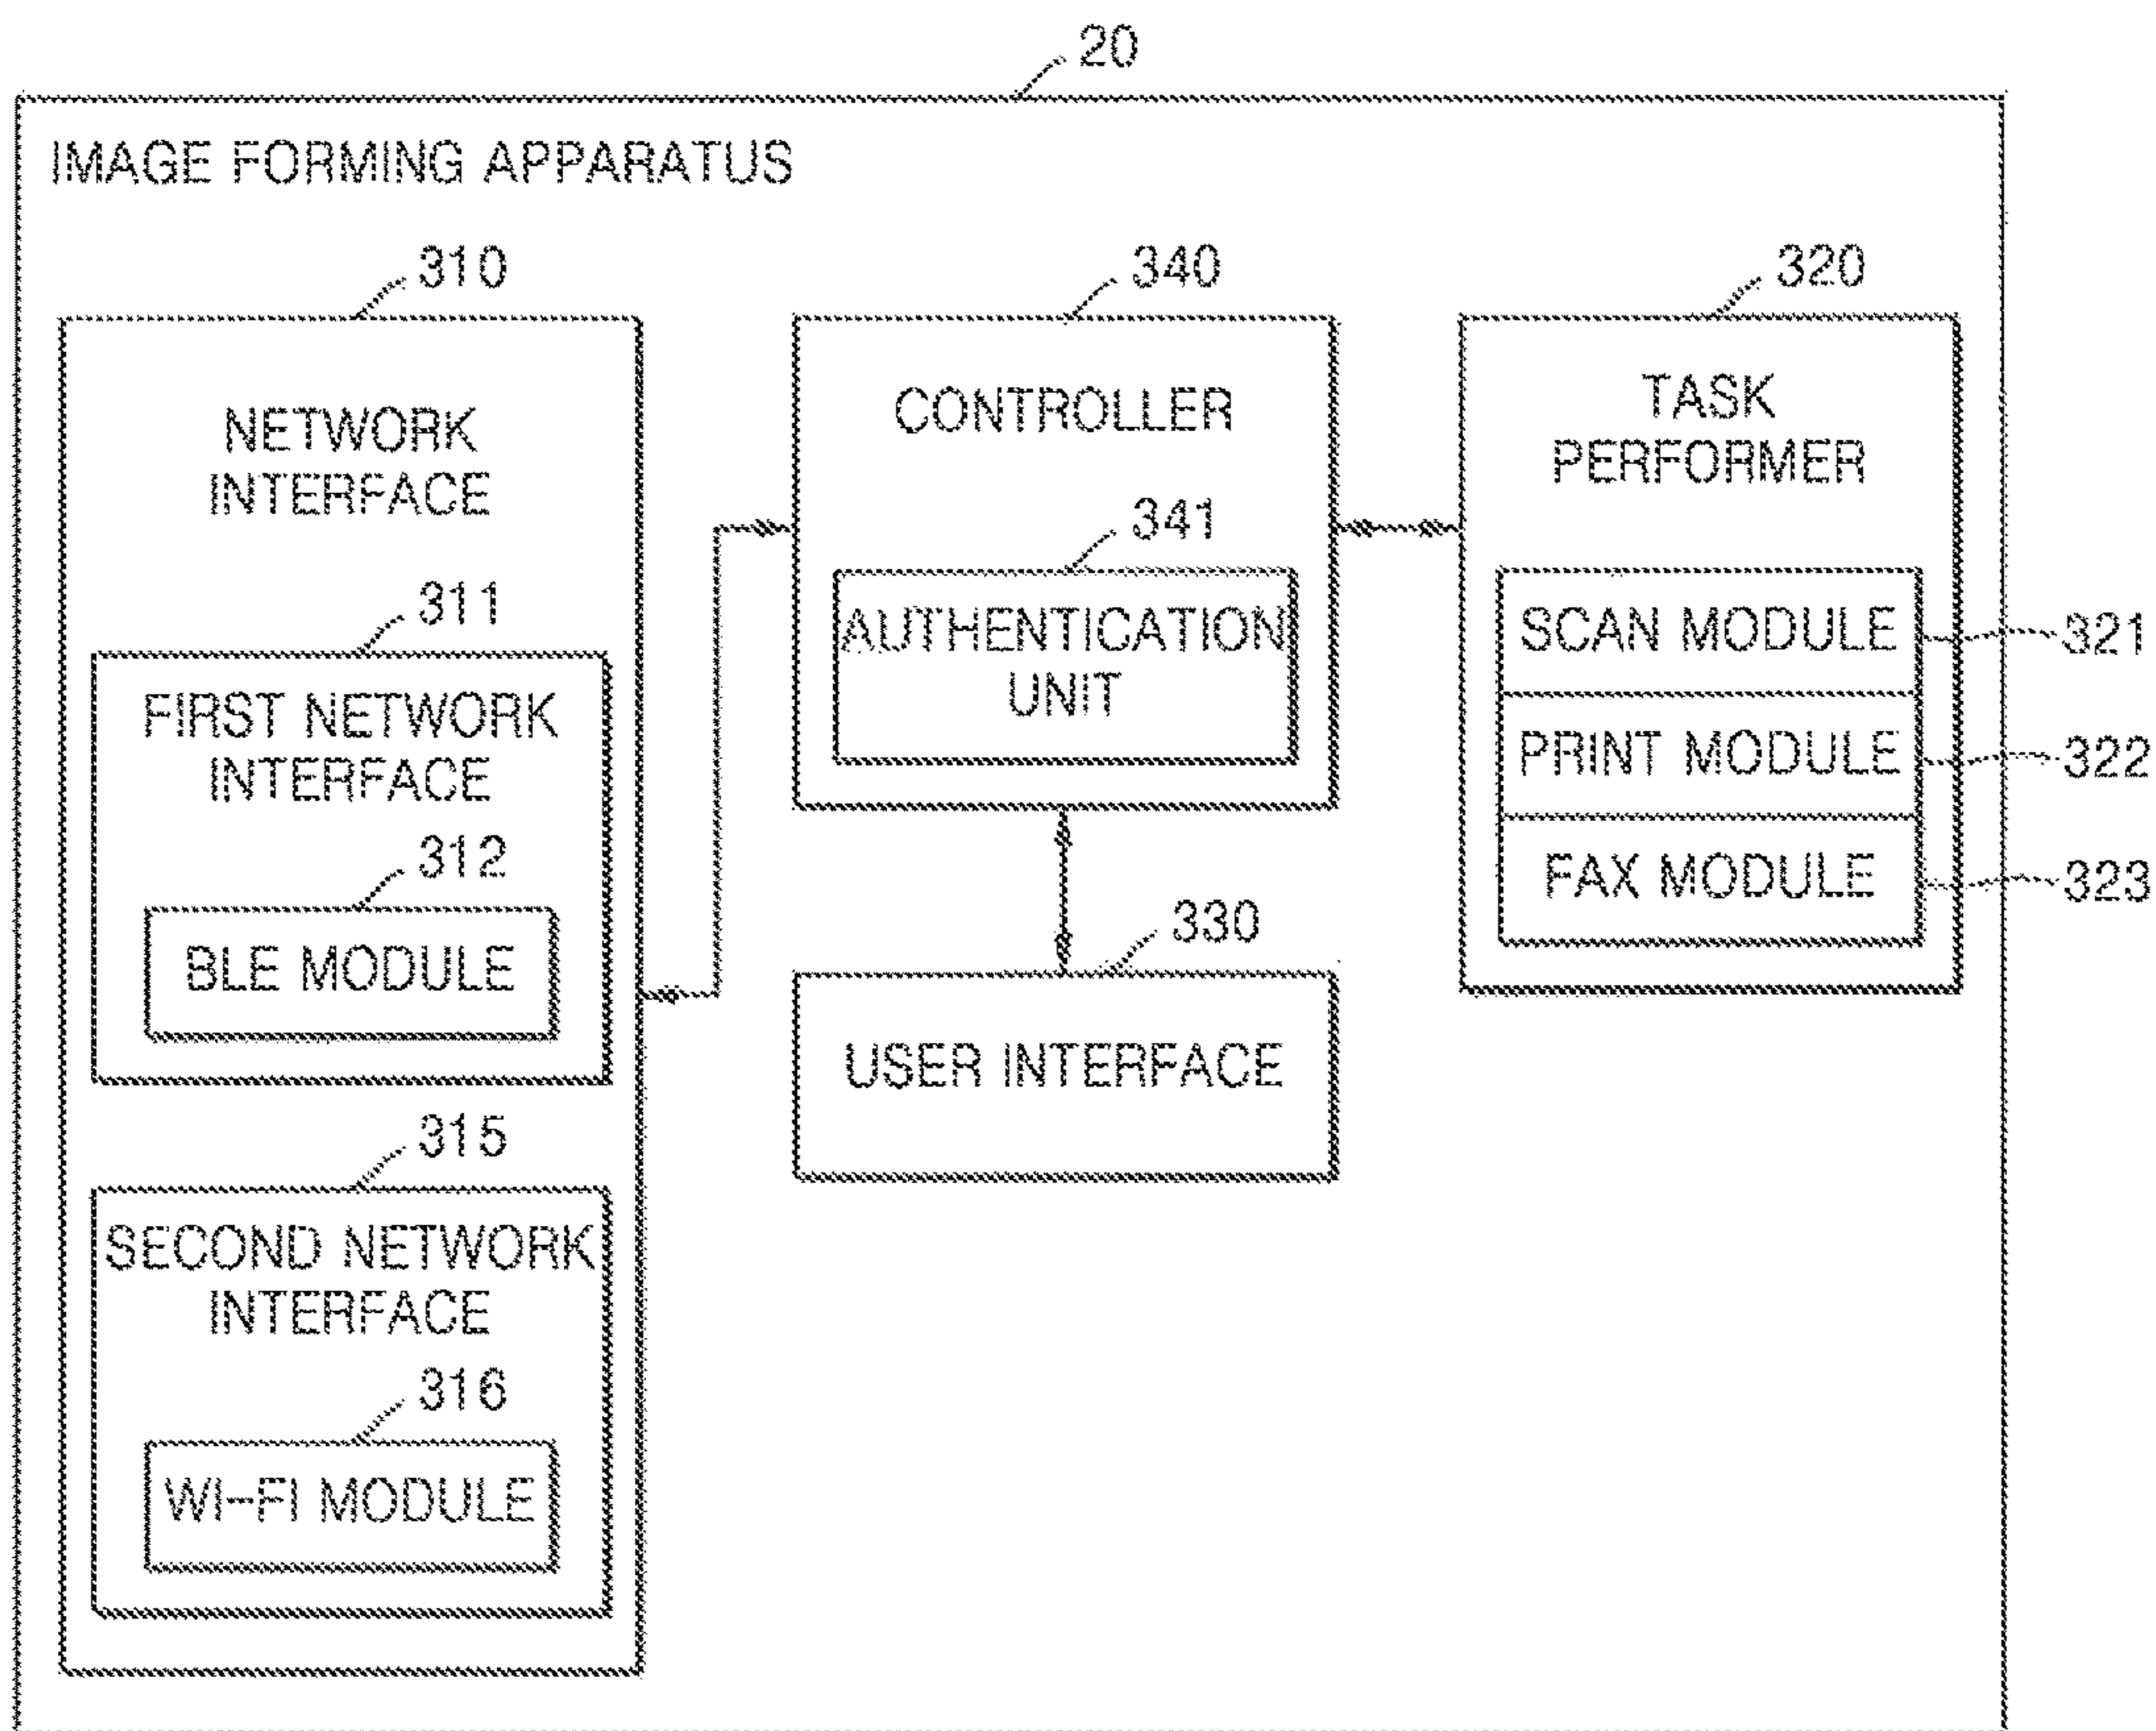 20
IMAGE FORMING APPARATUS
310
NETWORK
INTERFACE
311
FIRST NETWORK
INTERFACE
312
BLE MODULE
315
SECOND NETWORK
INTERFACE
316
WI-FI MODULE
340
CONTROLLER
341
AUTHENTICATION
UNIT
330
USER INTERFACE
320
TASK
PERFORMER
SCAN MODULE
321
PRINT MODULE
322
FAX MODULE
323